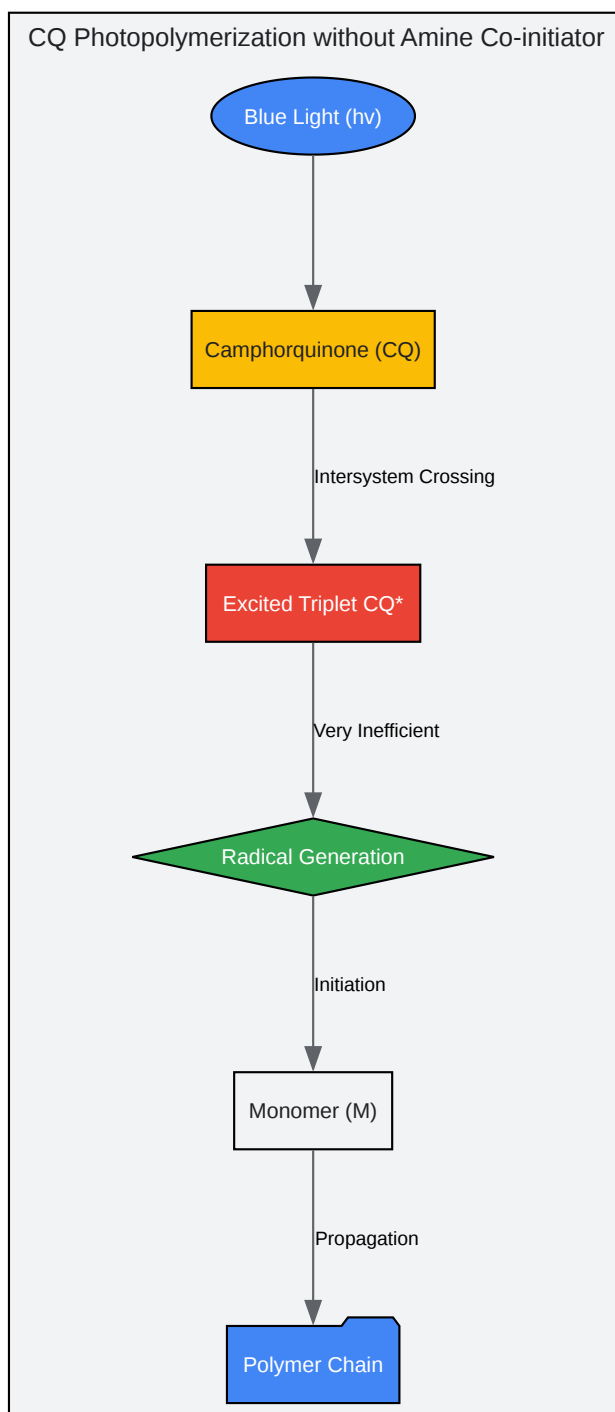 CQ Photopolymerization without Amine Co-initiator
Blue Light (hv)
Camphorquinone (CQ)
Intersystem Crossing
Excited Triplet CQ*
Very Inefficient
Radical Generation
Initiation
Monomer (M)
Propagation
Polymer Chain